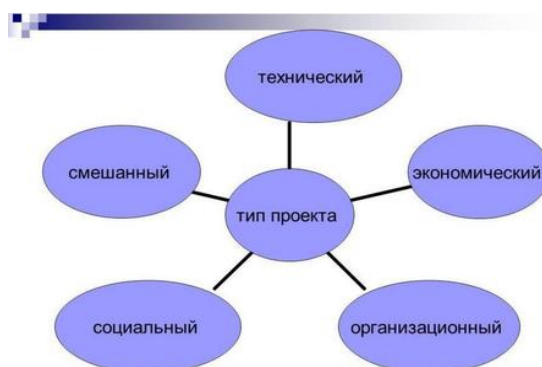 технический
смешанный
экономический
тип проекта
социальный
организационный